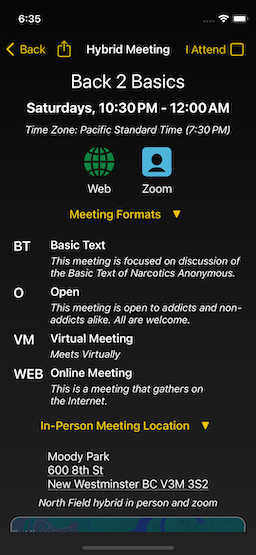 6:35
Back
Hybrid Meeting
I Attend
Back 2 Basics
Saturdays, 10:30 PM - 12:00 AM
Time Zone: Pacific Standard Time (7:30 PM)
Web
Zoom
Meeting Formats
BT
Basic Text
This meeting is focused on discussion of
the Basic Text of Narcotics Anonymous.
O
Open
This meeting is open to addicts and non-
addicts alike. All are welcome.
VM
Virtual Meeting
Meets Virtually
WEB
Online Meeting
This is a meeting that gathers on
the Internet.
In-Person Meeting Location
Moody Park
600 8th St
New Westminster BC V3M 3S2
North Field hybrid in person and zoom